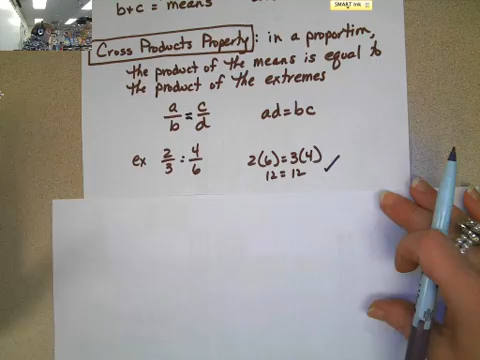 b+c = means
SMART Ink
Cross Products Property: in a proportion,
the product of the means is equal to
the product of the extremes
a/b = c/d ad = bc
ex 2/3 : 4/6 2(6) = 3(4) ✓
12 = 12